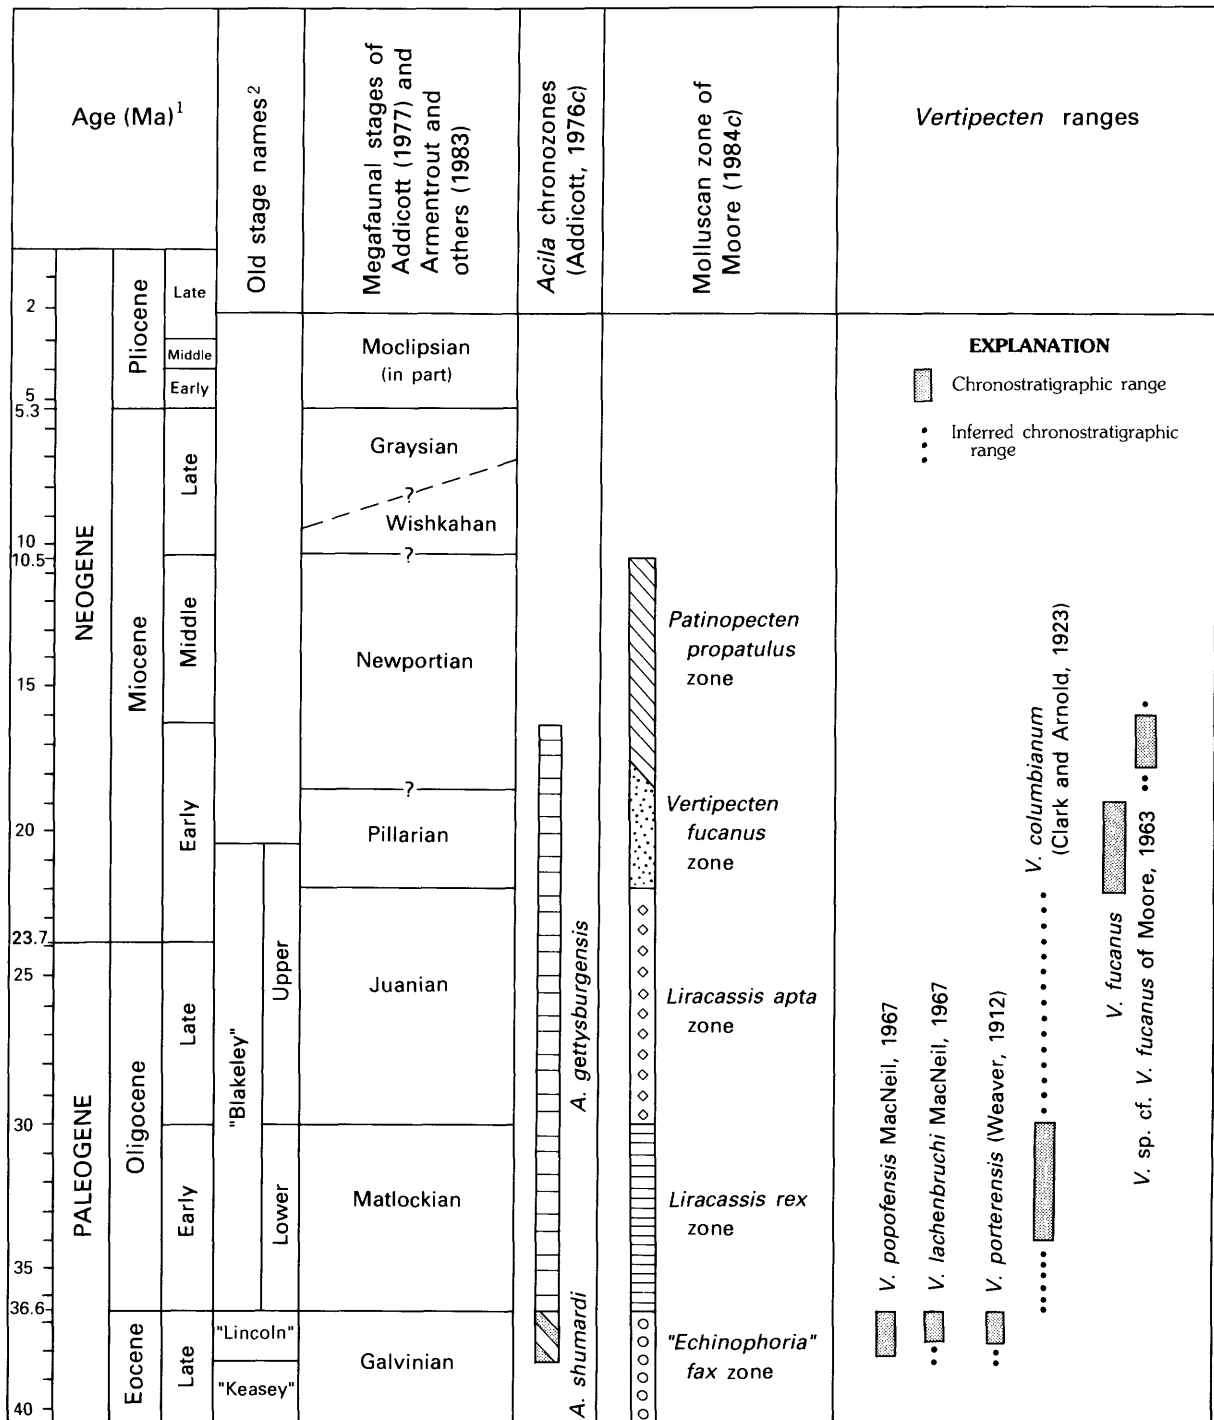 Age (Ma)1
Old stage names2
Megafaunal stages of
Addicott (1977) and
Armentrout and
others (1983)
Acila chronozones
(Addicott, 1976c)
Molluscan zone of
Moore (1984c)
Vertipecten ranges
2
5
5.3
10
10.5
15
20
23.7
25
30
35
36.6
40
NEOGENE
PALEOGENE
Pliocene
Miocene
Oligocene
Eocene
Late
Middle
Early
Late
Middle
Early
Late
Early
Late
"Blakeley"
Upper
Lower
"Lincoln"
"Keasey"
Moclipsian
(in part)
Graysian
?
Wishkahan
?
Newportian
?
Pillarian
Juanian
Matlockian
Galvinian
A. gettysburgensis
A. shumardi
Patinopecten
propatulus
zone
Vertipecten
fucanus
zone
Liracassis apta
zone
Liracassis rex
zone
"Echinophoria"
fax zone
EXPLANATION
Chronostratigraphic range
Inferred chronostratigraphic
range
V. popofensis MacNeil, 1967
V. lachenbruchi MacNeil, 1967
V. porterensis (Weaver, 1912)
V. columbianum
(Clark and Arnold, 1923)
V. fucanus
V. sp. cf. V. fucanus of Moore, 1963